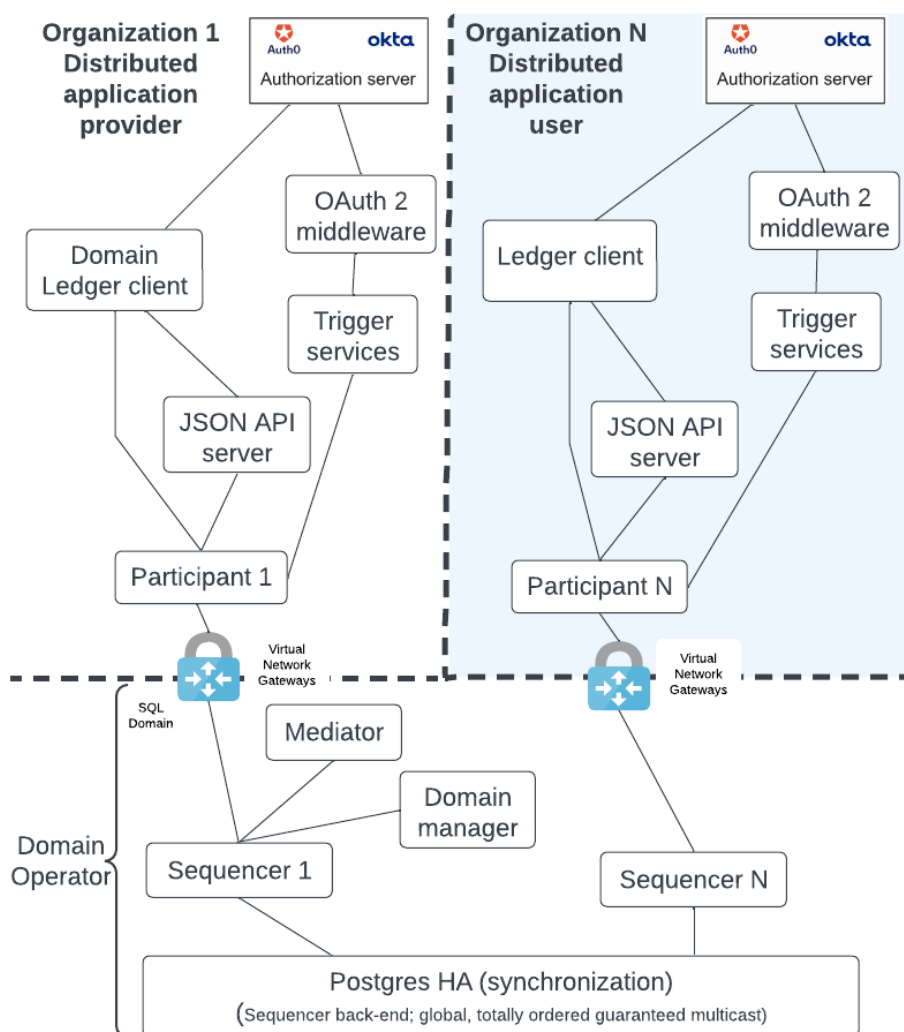 Organization 1
Distributed
application
provider
Auth0
okta
Authorization server
OAuth 2
middleware
Domain
Ledger client
Trigger
services
JSON API
server
Participant 1
Virtual
Network
Gateways
Organization N
Distributed
application
user
Auth0
okta
Authorization server
OAuth 2
middleware
Ledger client
Trigger
services
JSON API
server
Participant N
Virtual
Network
Gateways
SQL
Domain
Mediator
Domain
manager
Domain
Operator
Sequencer 1
Sequencer N
Postgres HA (synchronization)
(Sequencer back-end; global, totally ordered guaranteed multicast)